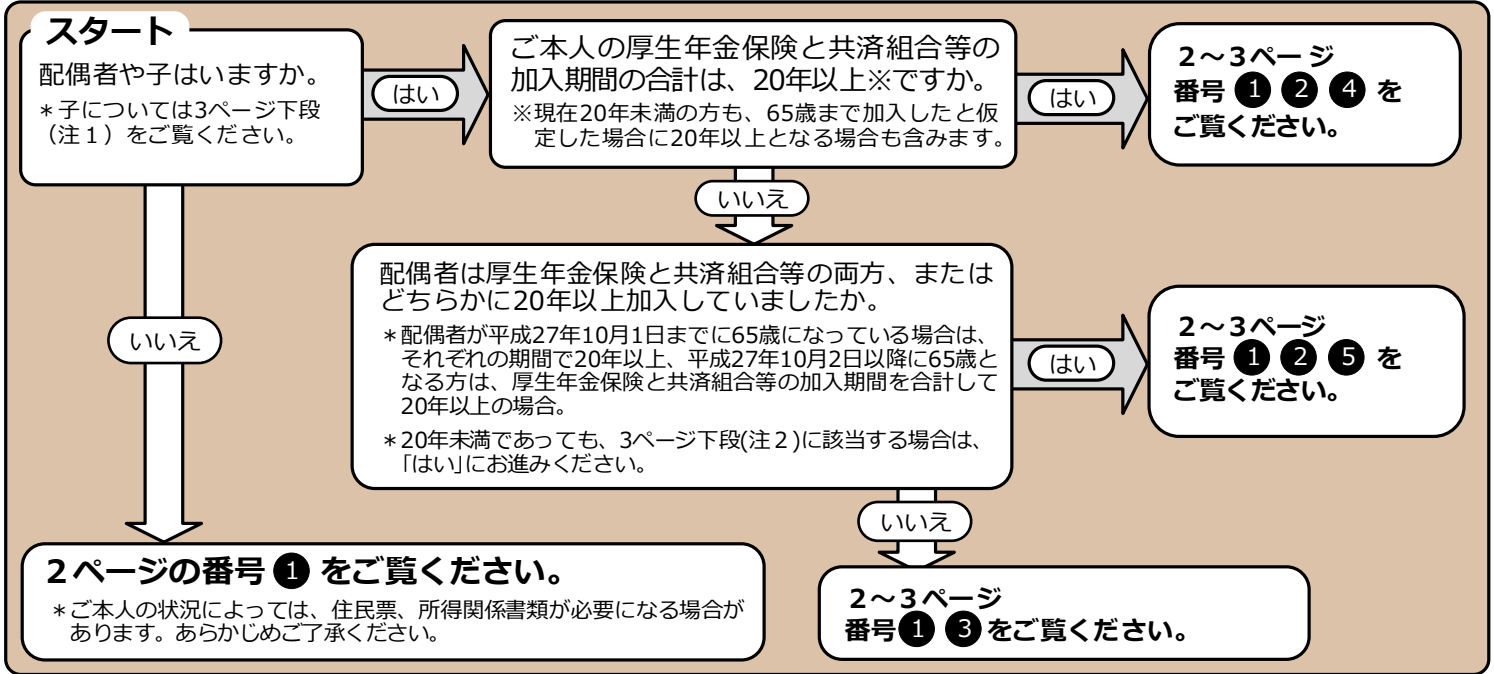 スタート
配偶者や子はいますか。
＊子については3ページ下段
（注１）をご覧ください。
はい
ご本人の厚生年金保険と共済組合等の
加入期間の合計は、20年以上※ですか。
※現在20年未満の方も、65歳まで加入したと仮
定した場合に20年以上となる場合も含みます。
はい
２～３ページ
番号 1 2 4 を
ご覧ください。
いいえ
配偶者は厚生年金保険と共済組合等の両方、または
どちらかに20年以上加入していましたか。
＊配偶者が平成27年10月1日までに65歳になっている場合は、
それぞれの期間で20年以上、平成27年10月2日以降に65歳と
なる方は、厚生年金保険と共済組合等の加入期間を合計して
20年以上の場合。
＊20年未満であっても、3ページ下段(注２)に該当する場合は、
「はい」にお進みください。
はい
２～３ページ
番号 1 2 5 を
ご覧ください。
いいえ
いいえ
２ページの番号 1 をご覧ください。
＊ご本人の状況によっては、住民票、所得関係書類が必要になる場合が
あります。あらかじめご了承ください。
２～３ページ
番号 1 3 をご覧ください。